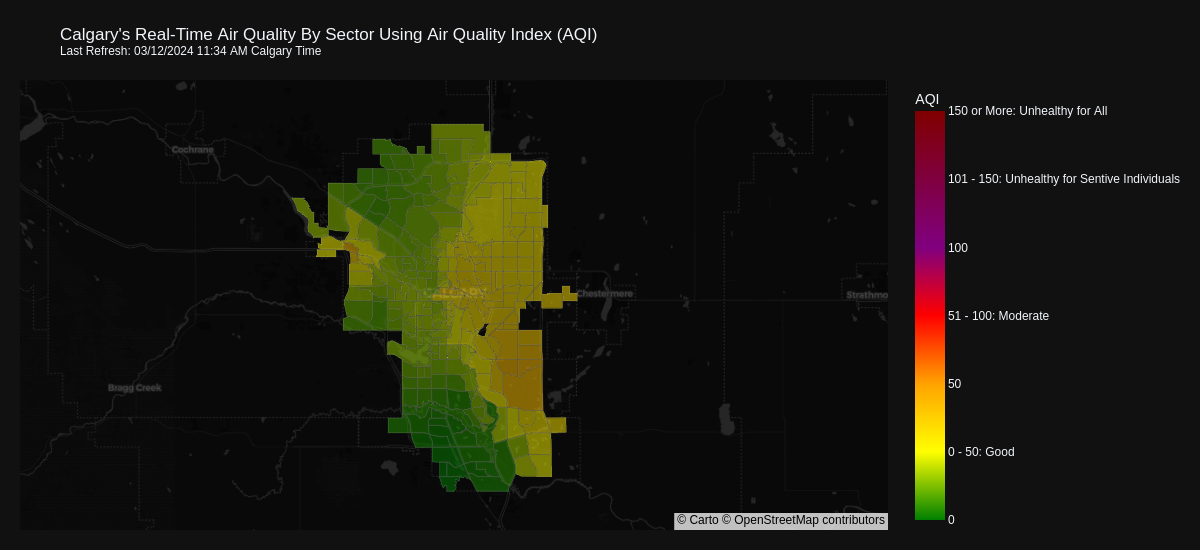 Calgary's Real-Time Air Quality By Sector Using Air Quality Index (AQI)
Last Refresh: 03/12/2024 11:34 AM Calgary Time
AQI
150 or More: Unhealthy for All
Cochrane
101 - 150: Unhealthy for Sentive Individuals
100
Chestermere
Strathmo
51 - 100: Moderate
50
Bragg Creek
0 - 50: Good
© Carto © OpenStreetMap contributors
0